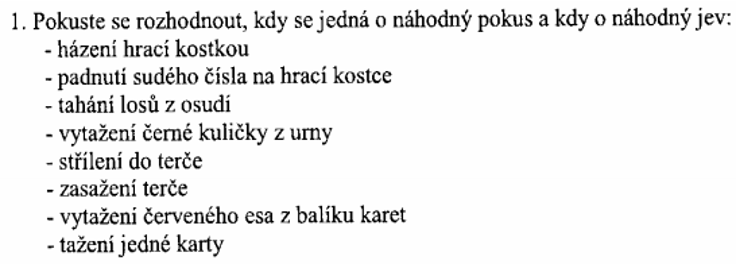 1. Pokuste se rozhodnout, kdy se jedná o náhodný pokus a kdy o náhodný jev:
- házení hrací kostkou
- padnutí sudého čísla na hrací kostce
- tahání losů z osudí
- vytažení černé kuličky z urny
- střílení do terče
- zasažení terče
- vytažení červeného esa z balíku karet
- tažení jedné karty